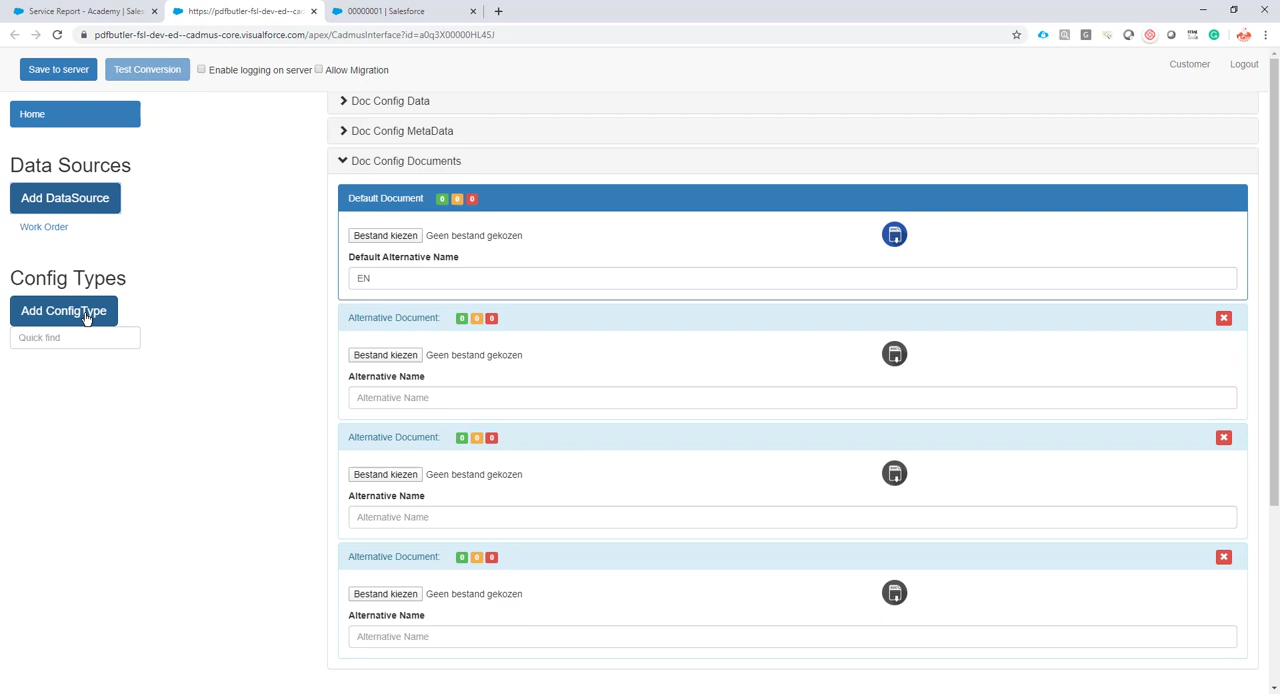 Service Report - Academy | Sales
https://pdfbutler-fsl-dev-ed--cad
00000001 | Salesforce
pdfbutler-fsl-dev-ed--cadmus-core.visualforce.com/apex/CadmusInterface?id=a0q3X00000HL45J
Save to server
Test Conversion
Enable logging on server
Allow Migration
Customer
Logout
Home
Data Sources
Add DataSource
Work Order
Config Types
Add ConfigType
Quick find
Doc Config Data
Doc Config MetaData
Doc Config Documents
Default Document 0 0 0
Bestand kiezen Geen bestand gekozen
Default Alternative Name
EN
Alternative Document: 0 0 0
Bestand kiezen Geen bestand gekozen
Alternative Name
Alternative Name
Alternative Document: 0 0 0
Bestand kiezen Geen bestand gekozen
Alternative Name
Alternative Name
Alternative Document: 0 0 0
Bestand kiezen Geen bestand gekozen
Alternative Name
Alternative Name